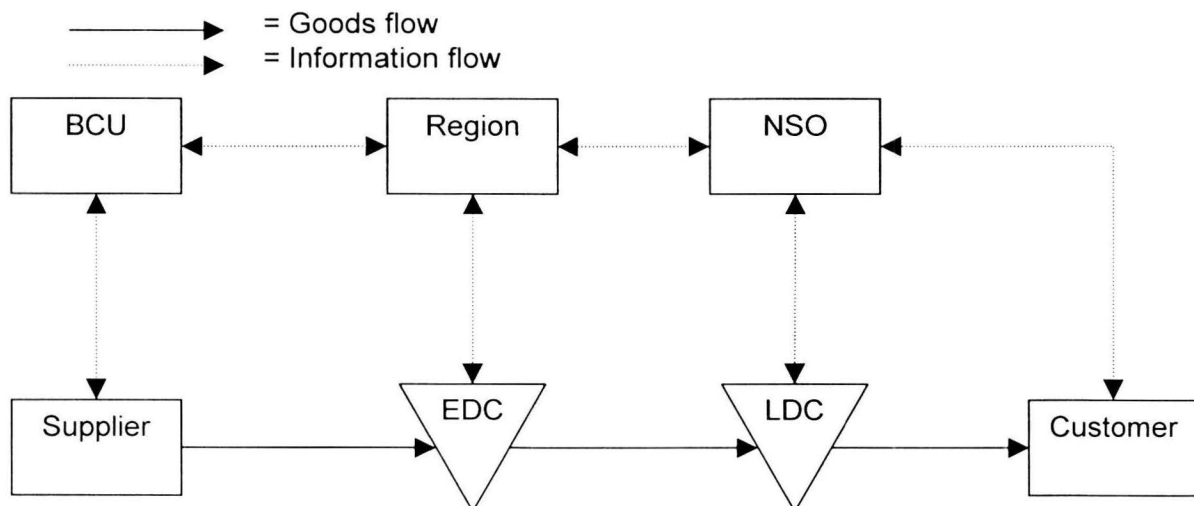 = Goods flow
= Information flow
BCU
Region
NSO
Supplier
EDC
LDC
Customer